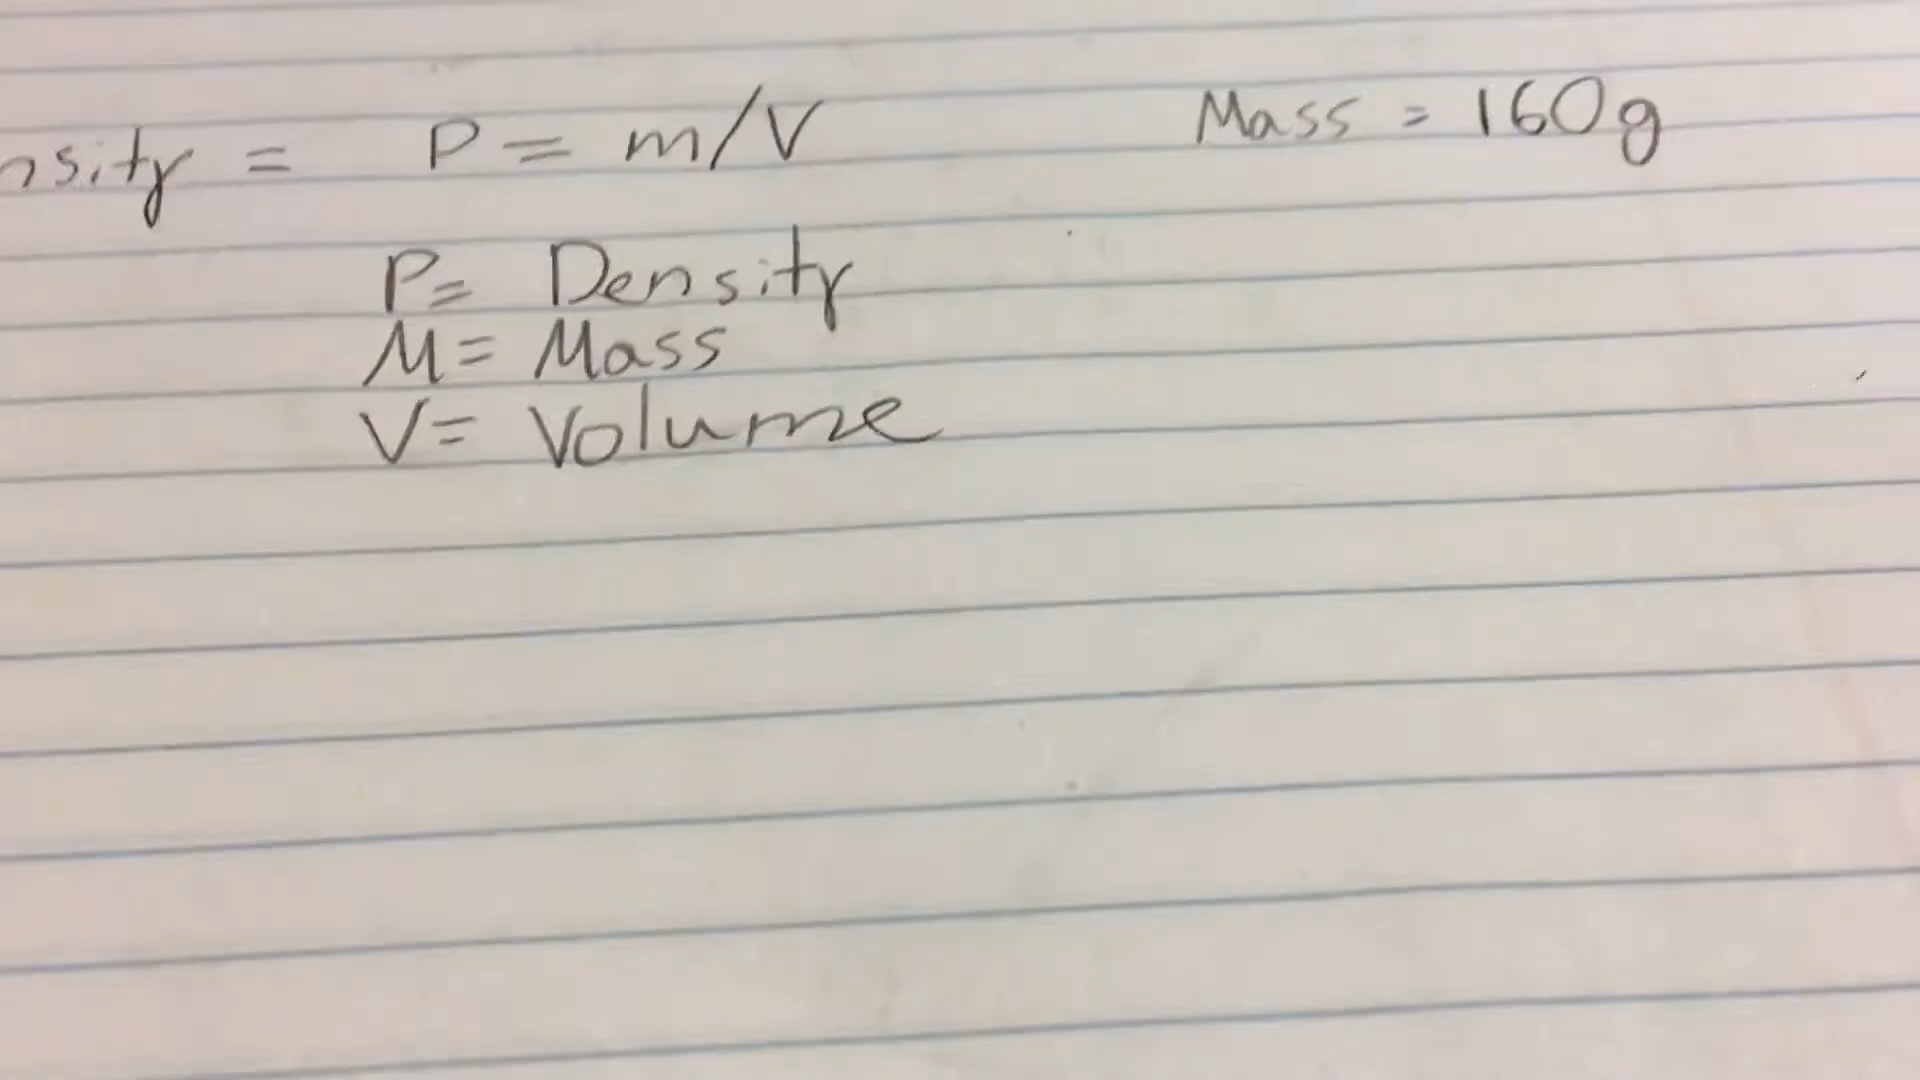 nsity = P = m/V Mass = 160g
P = Density
M = Mass
V = Volume